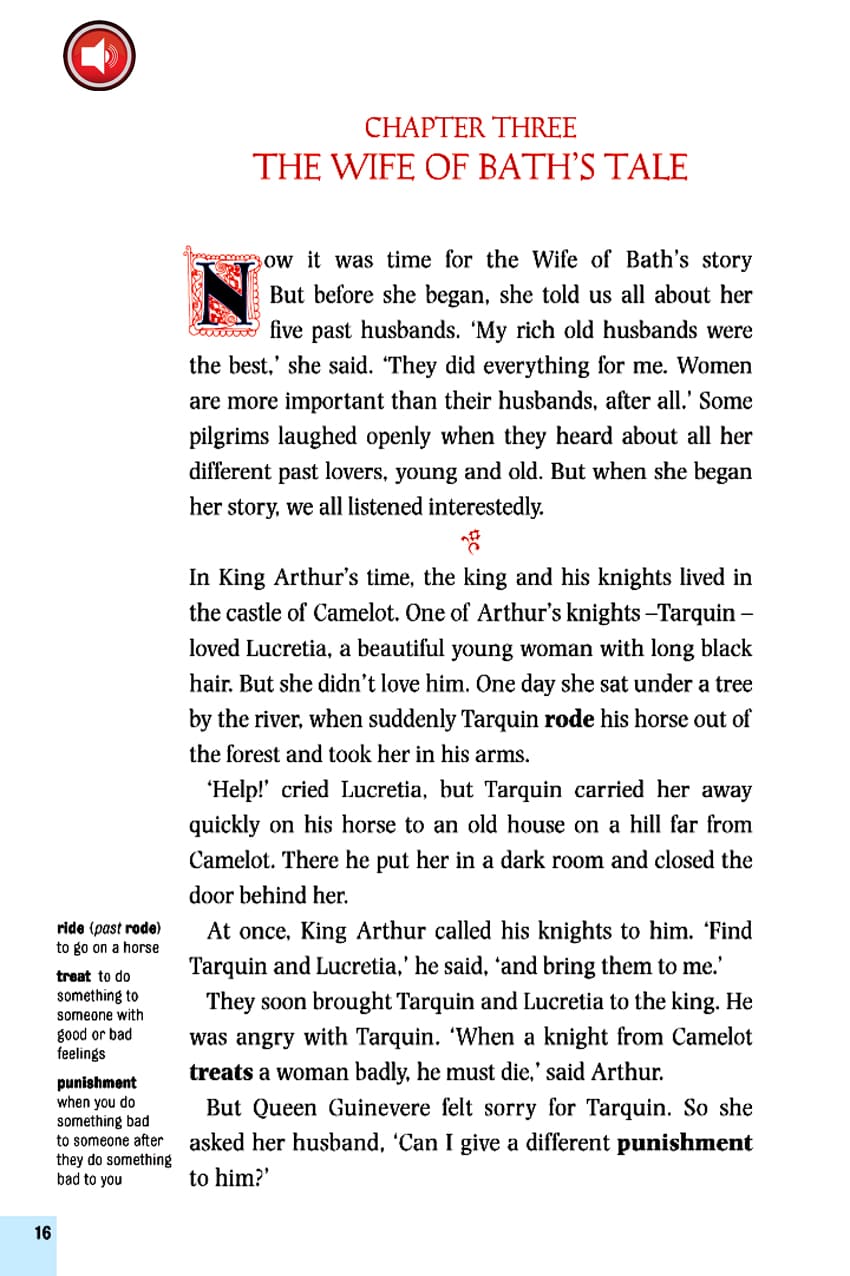 CHAPTER THREE
THE WIFE OF BATH'S TALE
Now it was time for the Wife of Bath's story
But before she began, she told us all about her
five past husbands. 'My rich old husbands were
the best,' she said. 'They did everything for me. Women
are more important than their husbands, after all.' Some
pilgrims laughed openly when they heard about all her
different past lovers, young and old. But when she began
her story, we all listened interestedly.
In King Arthur's time, the king and his knights lived in
the castle of Camelot. One of Arthur's knights –Tarquin –
loved Lucretia, a beautiful young woman with long black
hair. But she didn't love him. One day she sat under a tree
by the river, when suddenly Tarquin rode his horse out of
the forest and took her in his arms.
'Help!' cried Lucretia, but Tarquin carried her away
quickly on his horse to an old house on a hill far from
Camelot. There he put her in a dark room and closed the
door behind her.
At once, King Arthur called his knights to him. 'Find
Tarquin and Lucretia,' he said, 'and bring them to me.'
They soon brought Tarquin and Lucretia to the king. He
was angry with Tarquin. 'When a knight from Camelot
treats a woman badly, he must die,' said Arthur.
But Queen Guinevere felt sorry for Tarquin. So she
asked her husband, 'Can I give a different punishment
to him?'
ride (past rode)
to go on a horse
treat to do
something to
someone with
good or bad
feelings
punishment
when you do
something bad
to someone after
they do something
bad to you
16